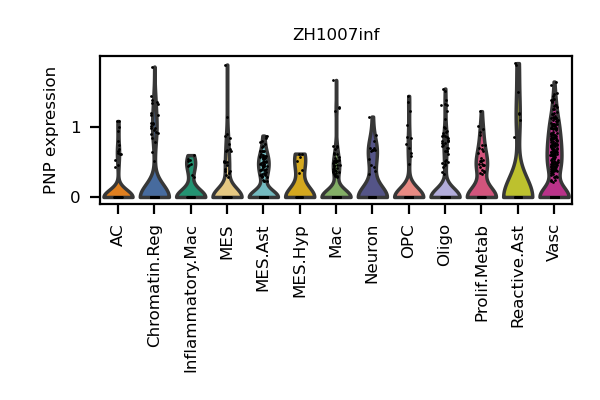 ZH1007inf
PNP expression
1
0
AC
Chromatin.Reg
Inflammatory.Mac
MES
MES.Ast
MES.Hyp
Mac
Neuron
OPC
Oligo
Prolif.Metab
Reactive.Ast
Vasc